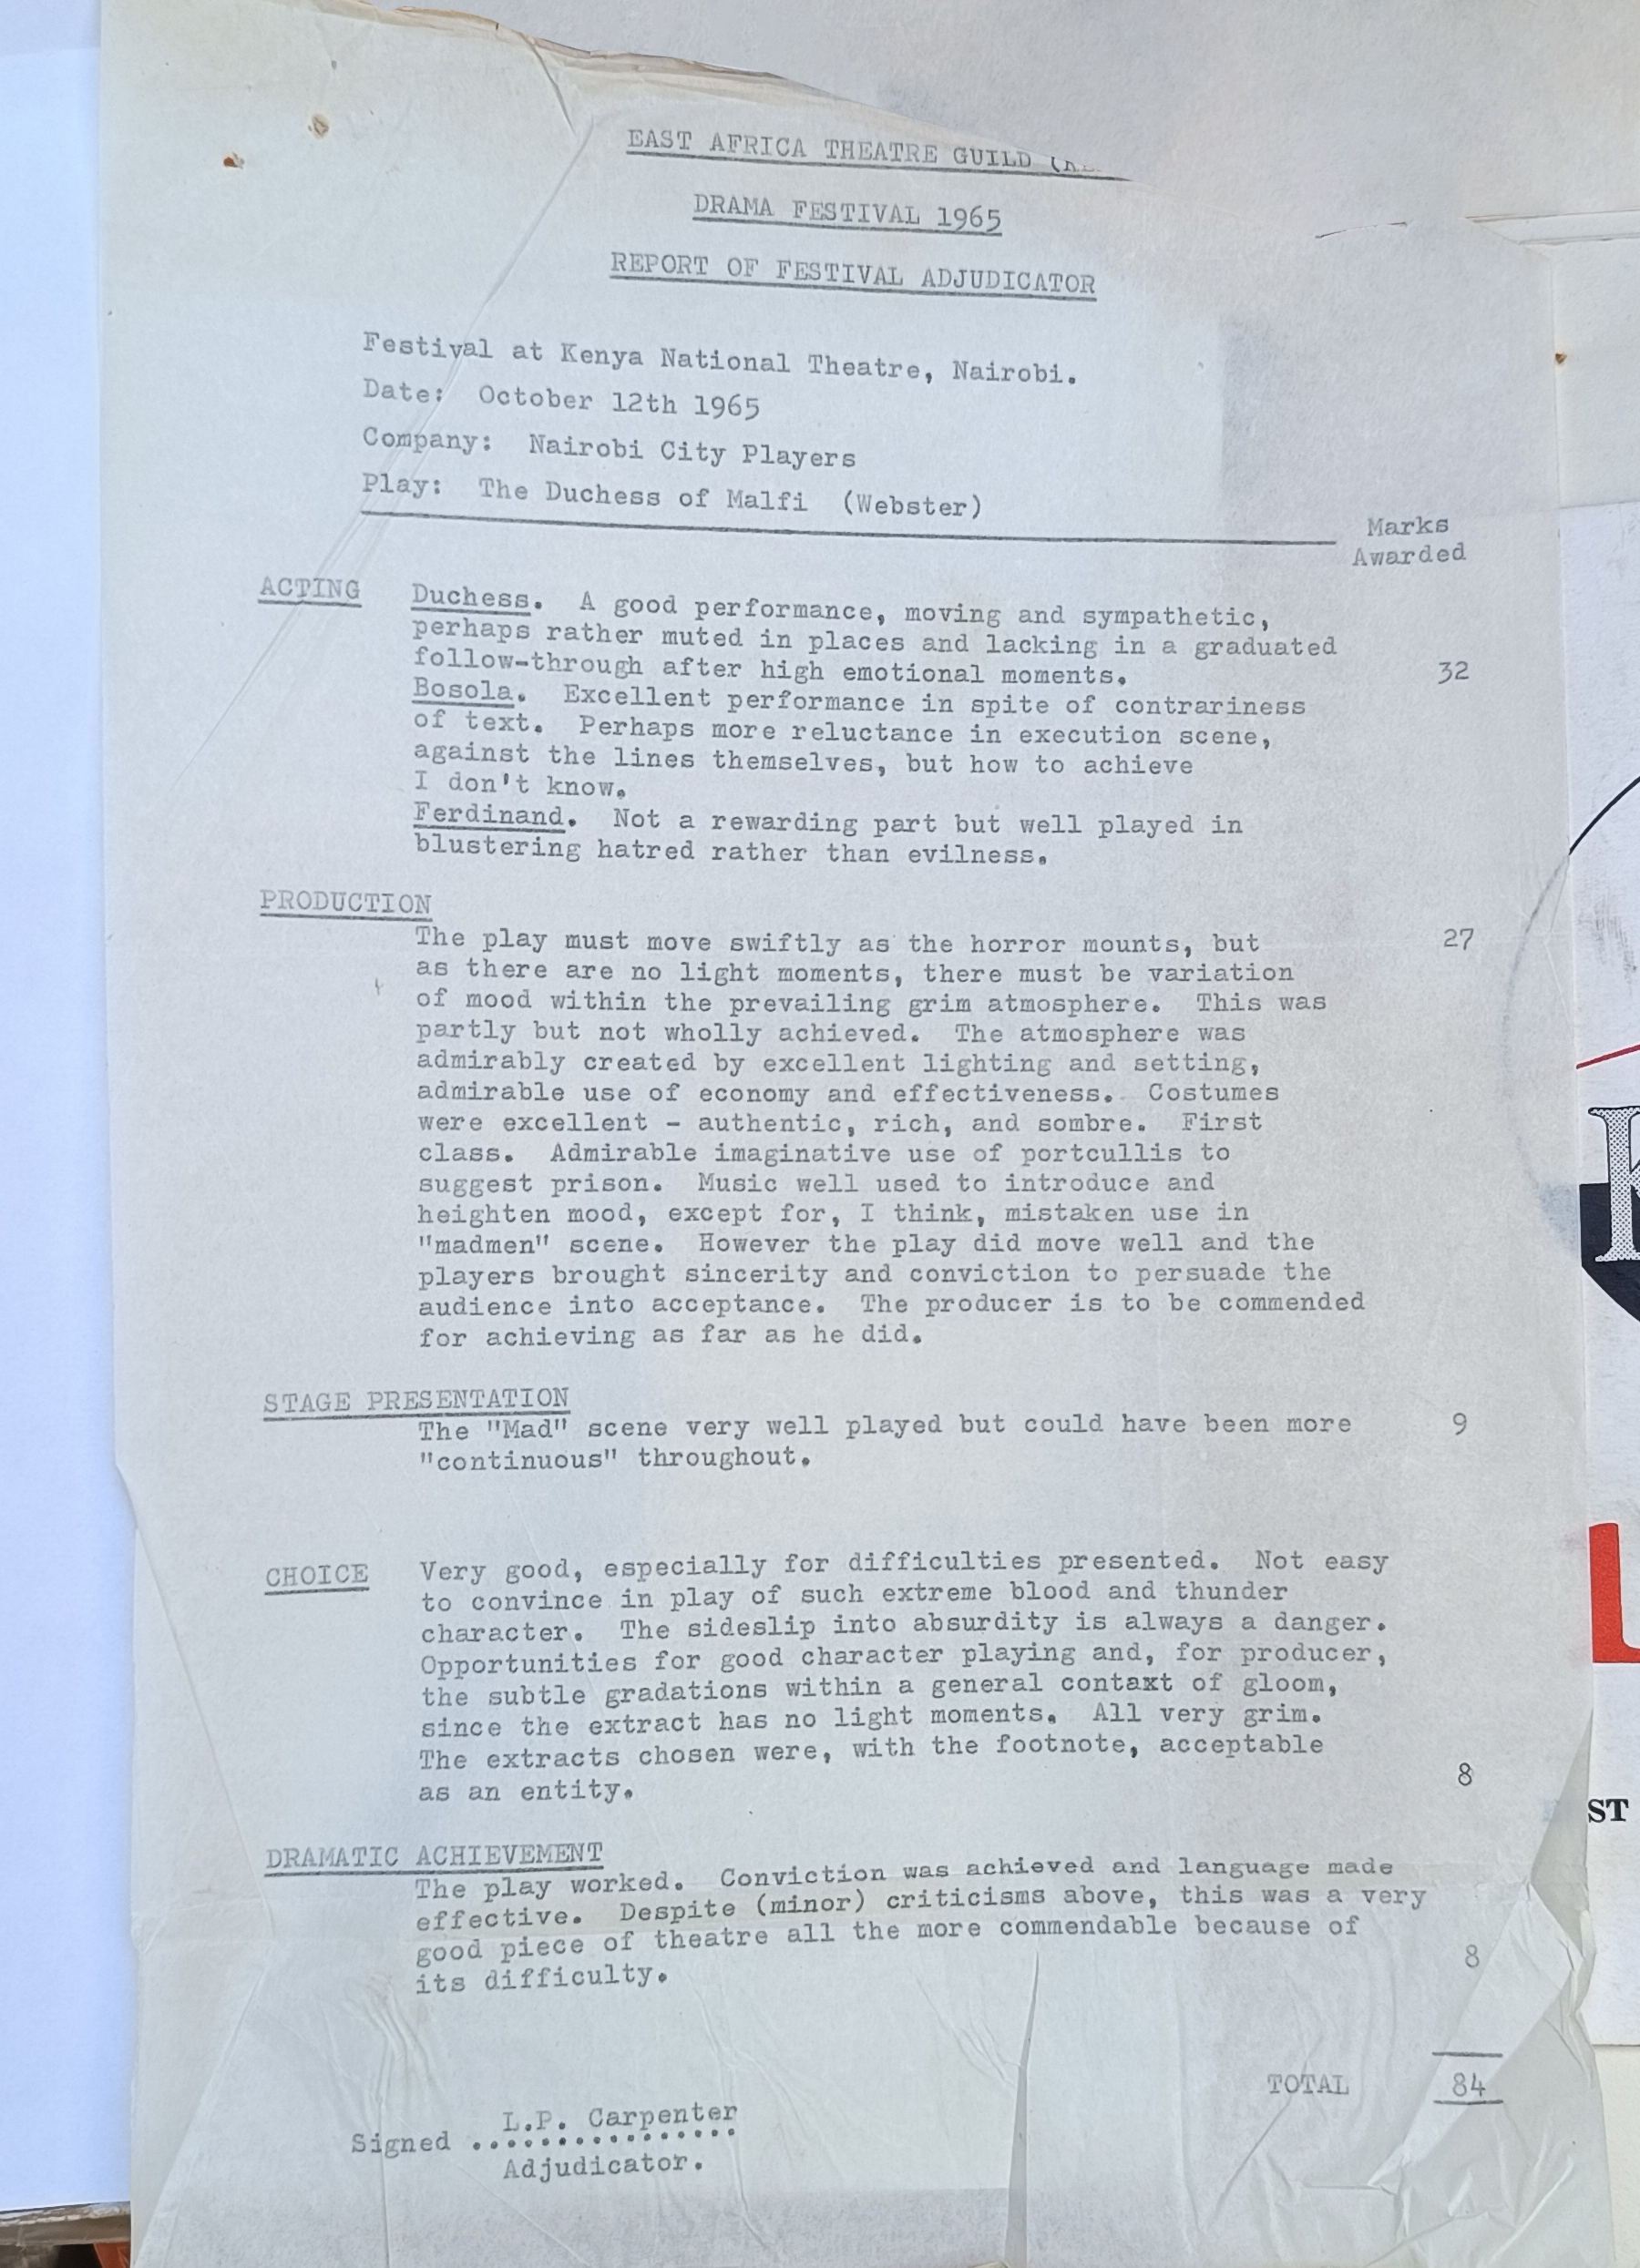 EAST AFRICA THEATRE GUILD
DRAMA FESTIVAL 1965
REPORT OF FESTIVAL ADJUDICATOR
Festival at Kenya National Theatre, Nairobi.
Date: October 12th 1965
Company: Nairobi City Players
Play: The Duchess of Malfi (Webster)
Marks
Awarded
ACTING Duchess. A good performance, moving and sympathetic,
perhaps rather muted in places and lacking in a graduated
follow-through after high emotional moments. 32
Bosola. Excellent performance in spite of contrariness
of text. Perhaps more reluctance in execution scene,
against the lines themselves, but how to achieve
I don't know.
Ferdinand. Not a rewarding part but well played in
blustering hatred rather than evilness.
PRODUCTION
The play must move swiftly as the horror mounts, but 27
as there are no light moments, there must be variation
of mood within the prevailing grim atmosphere. This was
partly but not wholly achieved. The atmosphere was
admirably created by excellent lighting and setting,
admirable use of economy and effectiveness. Costumes
were excellent - authentic, rich, and sombre. First
class. Admirable imaginative use of portcullis to
suggest prison. Music well used to introduce and
heighten mood, except for, I think, mistaken use in
"madmen" scene. However the play did move well and the
players brought sincerity and conviction to persuade the
audience into acceptance. The producer is to be commended
for achieving as far as he did.
STAGE PRESENTATION
The "Mad" scene very well played but could have been more 9
"continuous" throughout.
CHOICE Very good, especially for difficulties presented. Not easy
to convince in play of such extreme blood and thunder
character. The sideslip into absurdity is always a danger.
Opportunities for good character playing and, for producer,
the subtle gradations within a general contaxt of gloom,
since the extract has no light moments. All very grim.
The extracts chosen were, with the footnote, acceptable
as an entity. 8
DRAMATIC ACHIEVEMENT
The play worked. Conviction was achieved and language made
effective. Despite (minor) criticisms above, this was a very
good piece of theatre all the more commendable because of
its difficulty. 8
TOTAL 84
L.P. Carpenter
Signed ................
Adjudicator.
ST